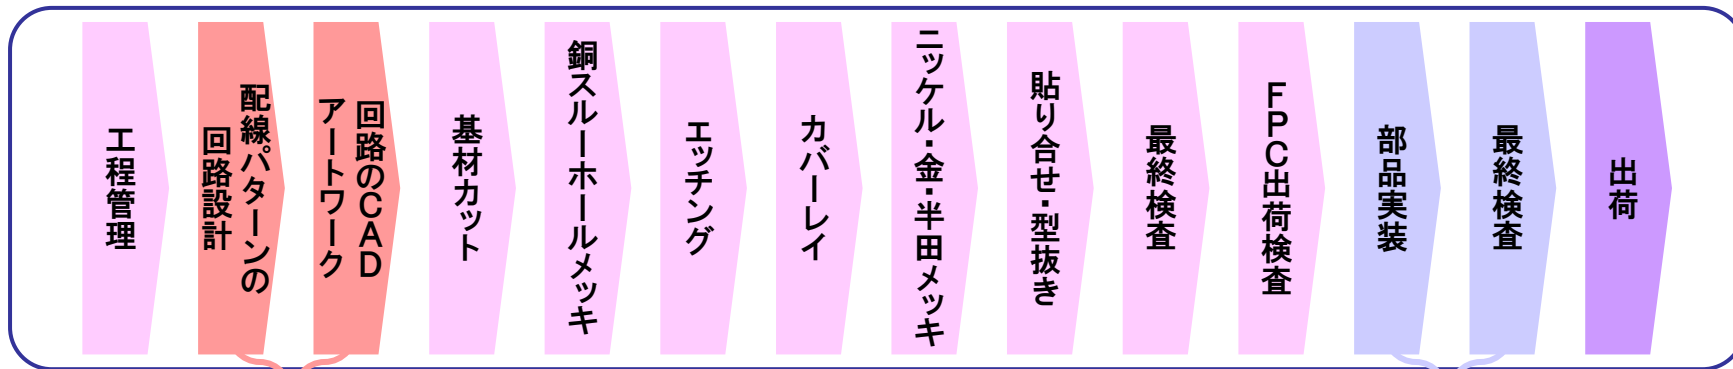 工程管理
配線パターンの
回路設計
回路のCAD
アートワーク
基材カット
銅スルーホールメッキ
エッチング
カバーレイ
ニッケル・金・半田メッキ
貼り合せ・型抜き
最終検査
FPC出荷検査
部品実装
最終検査
出荷